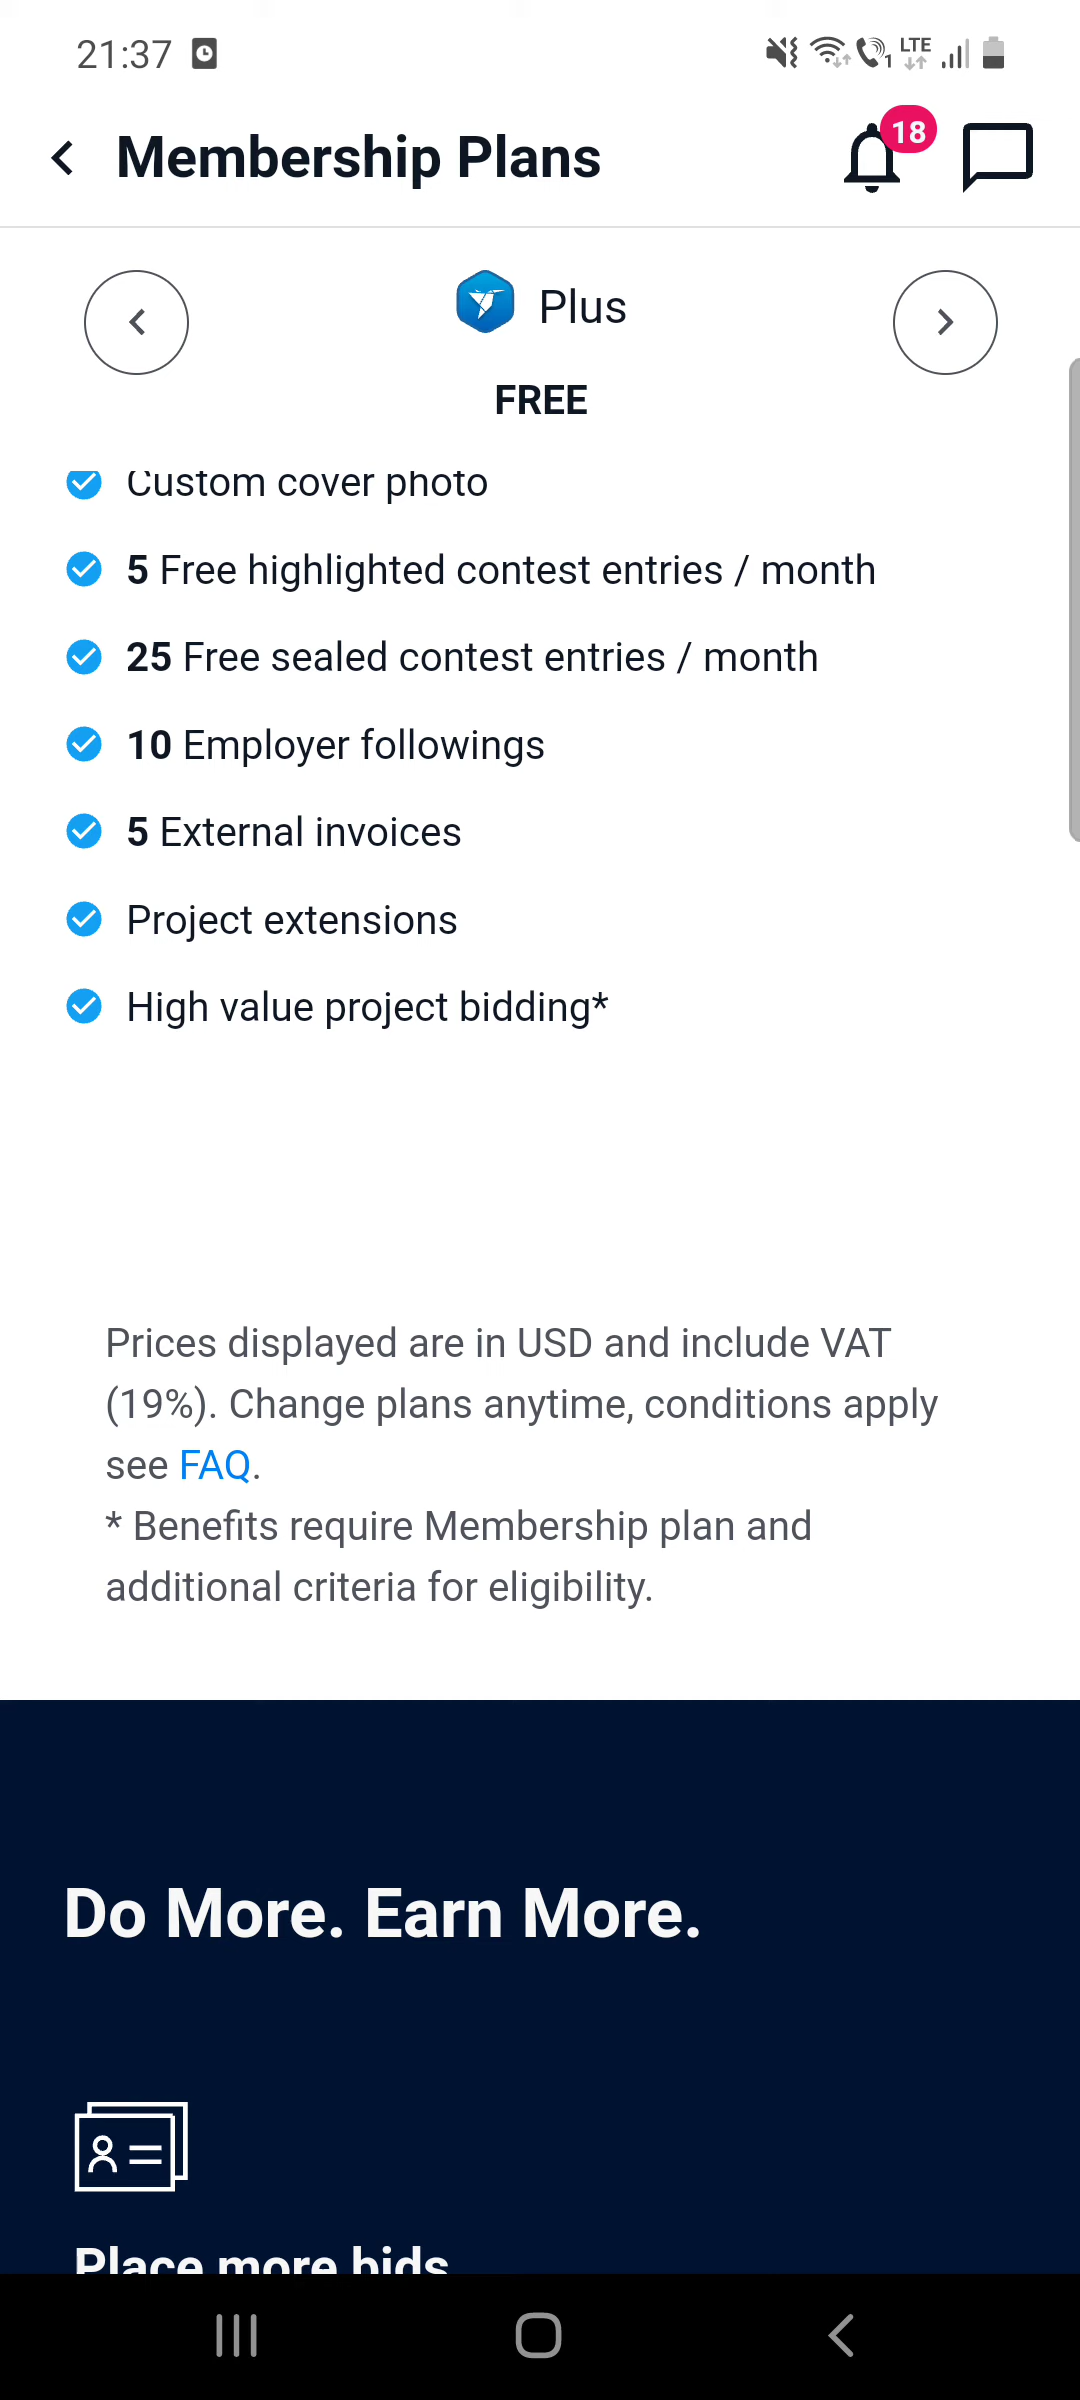 21:37
LTE
1
Membership Plans
18
Plus
FREE
Custom cover photo
5 Free highlighted contest entries / month
25 Free sealed contest entries / month
10 Employer followings
5 External invoices
Project extensions
High value project bidding*
Prices displayed are in USD and include VAT
(19%). Change plans anytime, conditions apply
see FAQ.
* Benefits require Membership plan and
additional criteria for eligibility.
Do More. Earn More.
Place more bids